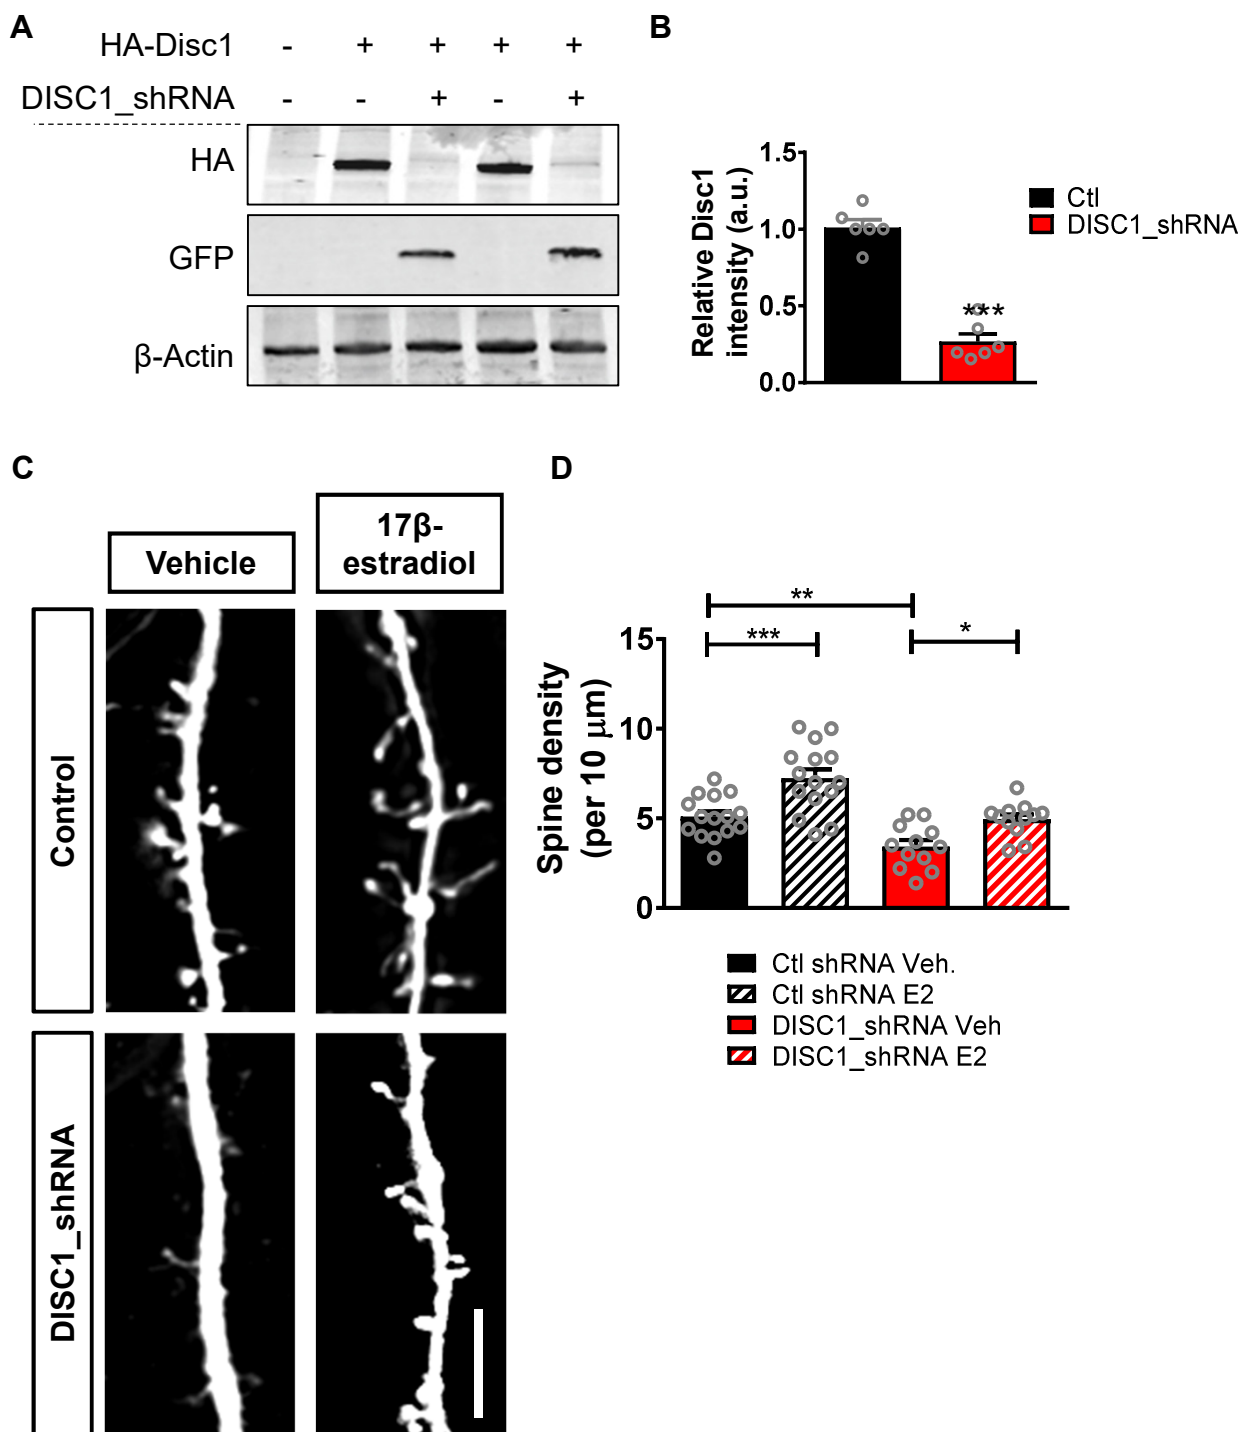 A
HA-Disc1 - + + + +
DISC1_shRNA - - + - +
HA
GFP
β-Actin
B
Relative Disc1
intensity (a.u.)
1.5
1.0
0.5
0.0
***
Ctl
DISC1_shRNA
C
Vehicle
17β-
estradiol
Control
DISC1_shRNA
D
Spine density
(per 10 μm)
15
10
5
0
**
***
*
Ctl shRNA Veh.
Ctl shRNA E2
DISC1_shRNA Veh
DISC1_shRNA E2